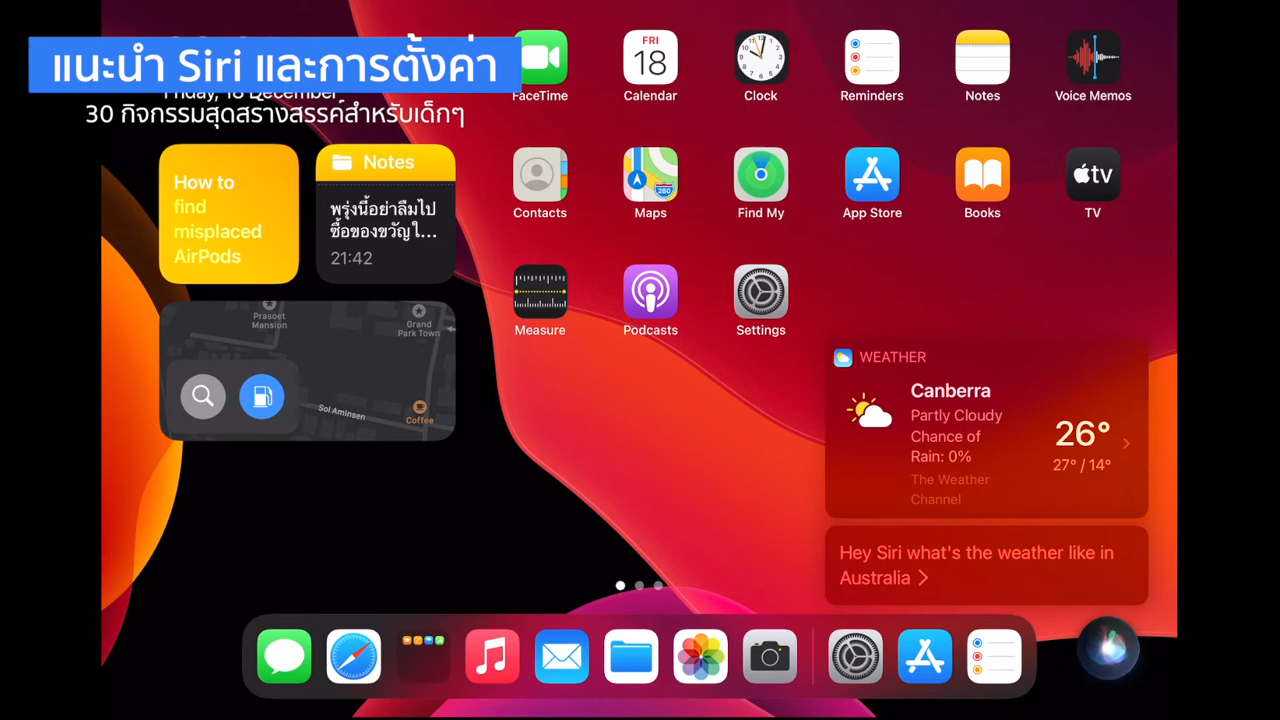 แนะนำ Siri และการตั้งค่า
Friday, 18 December
30 กิจกรรมสุดสร้างสรรค์สำหรับเด็กๆ
How to
find
misplaced
AirPods
Notes
พรุ่งนี้อย่าลืมไป
ซื้อของขวัญใ...
21:42
Prasoet
Mansion
Grand
Park Town
Soi Aminsen
Coffee
FaceTime
FRI
18
Calendar
Clock
Reminders
Notes
Voice Memos
Contacts
280
Maps
Find My
App Store
Books
tv
TV
Measure
Podcasts
Settings
WEATHER
Canberra
Partly Cloudy
Chance of
Rain: 0%
The Weather
Channel
26°
27° / 14°
Hey Siri what's the weather like in
Australia